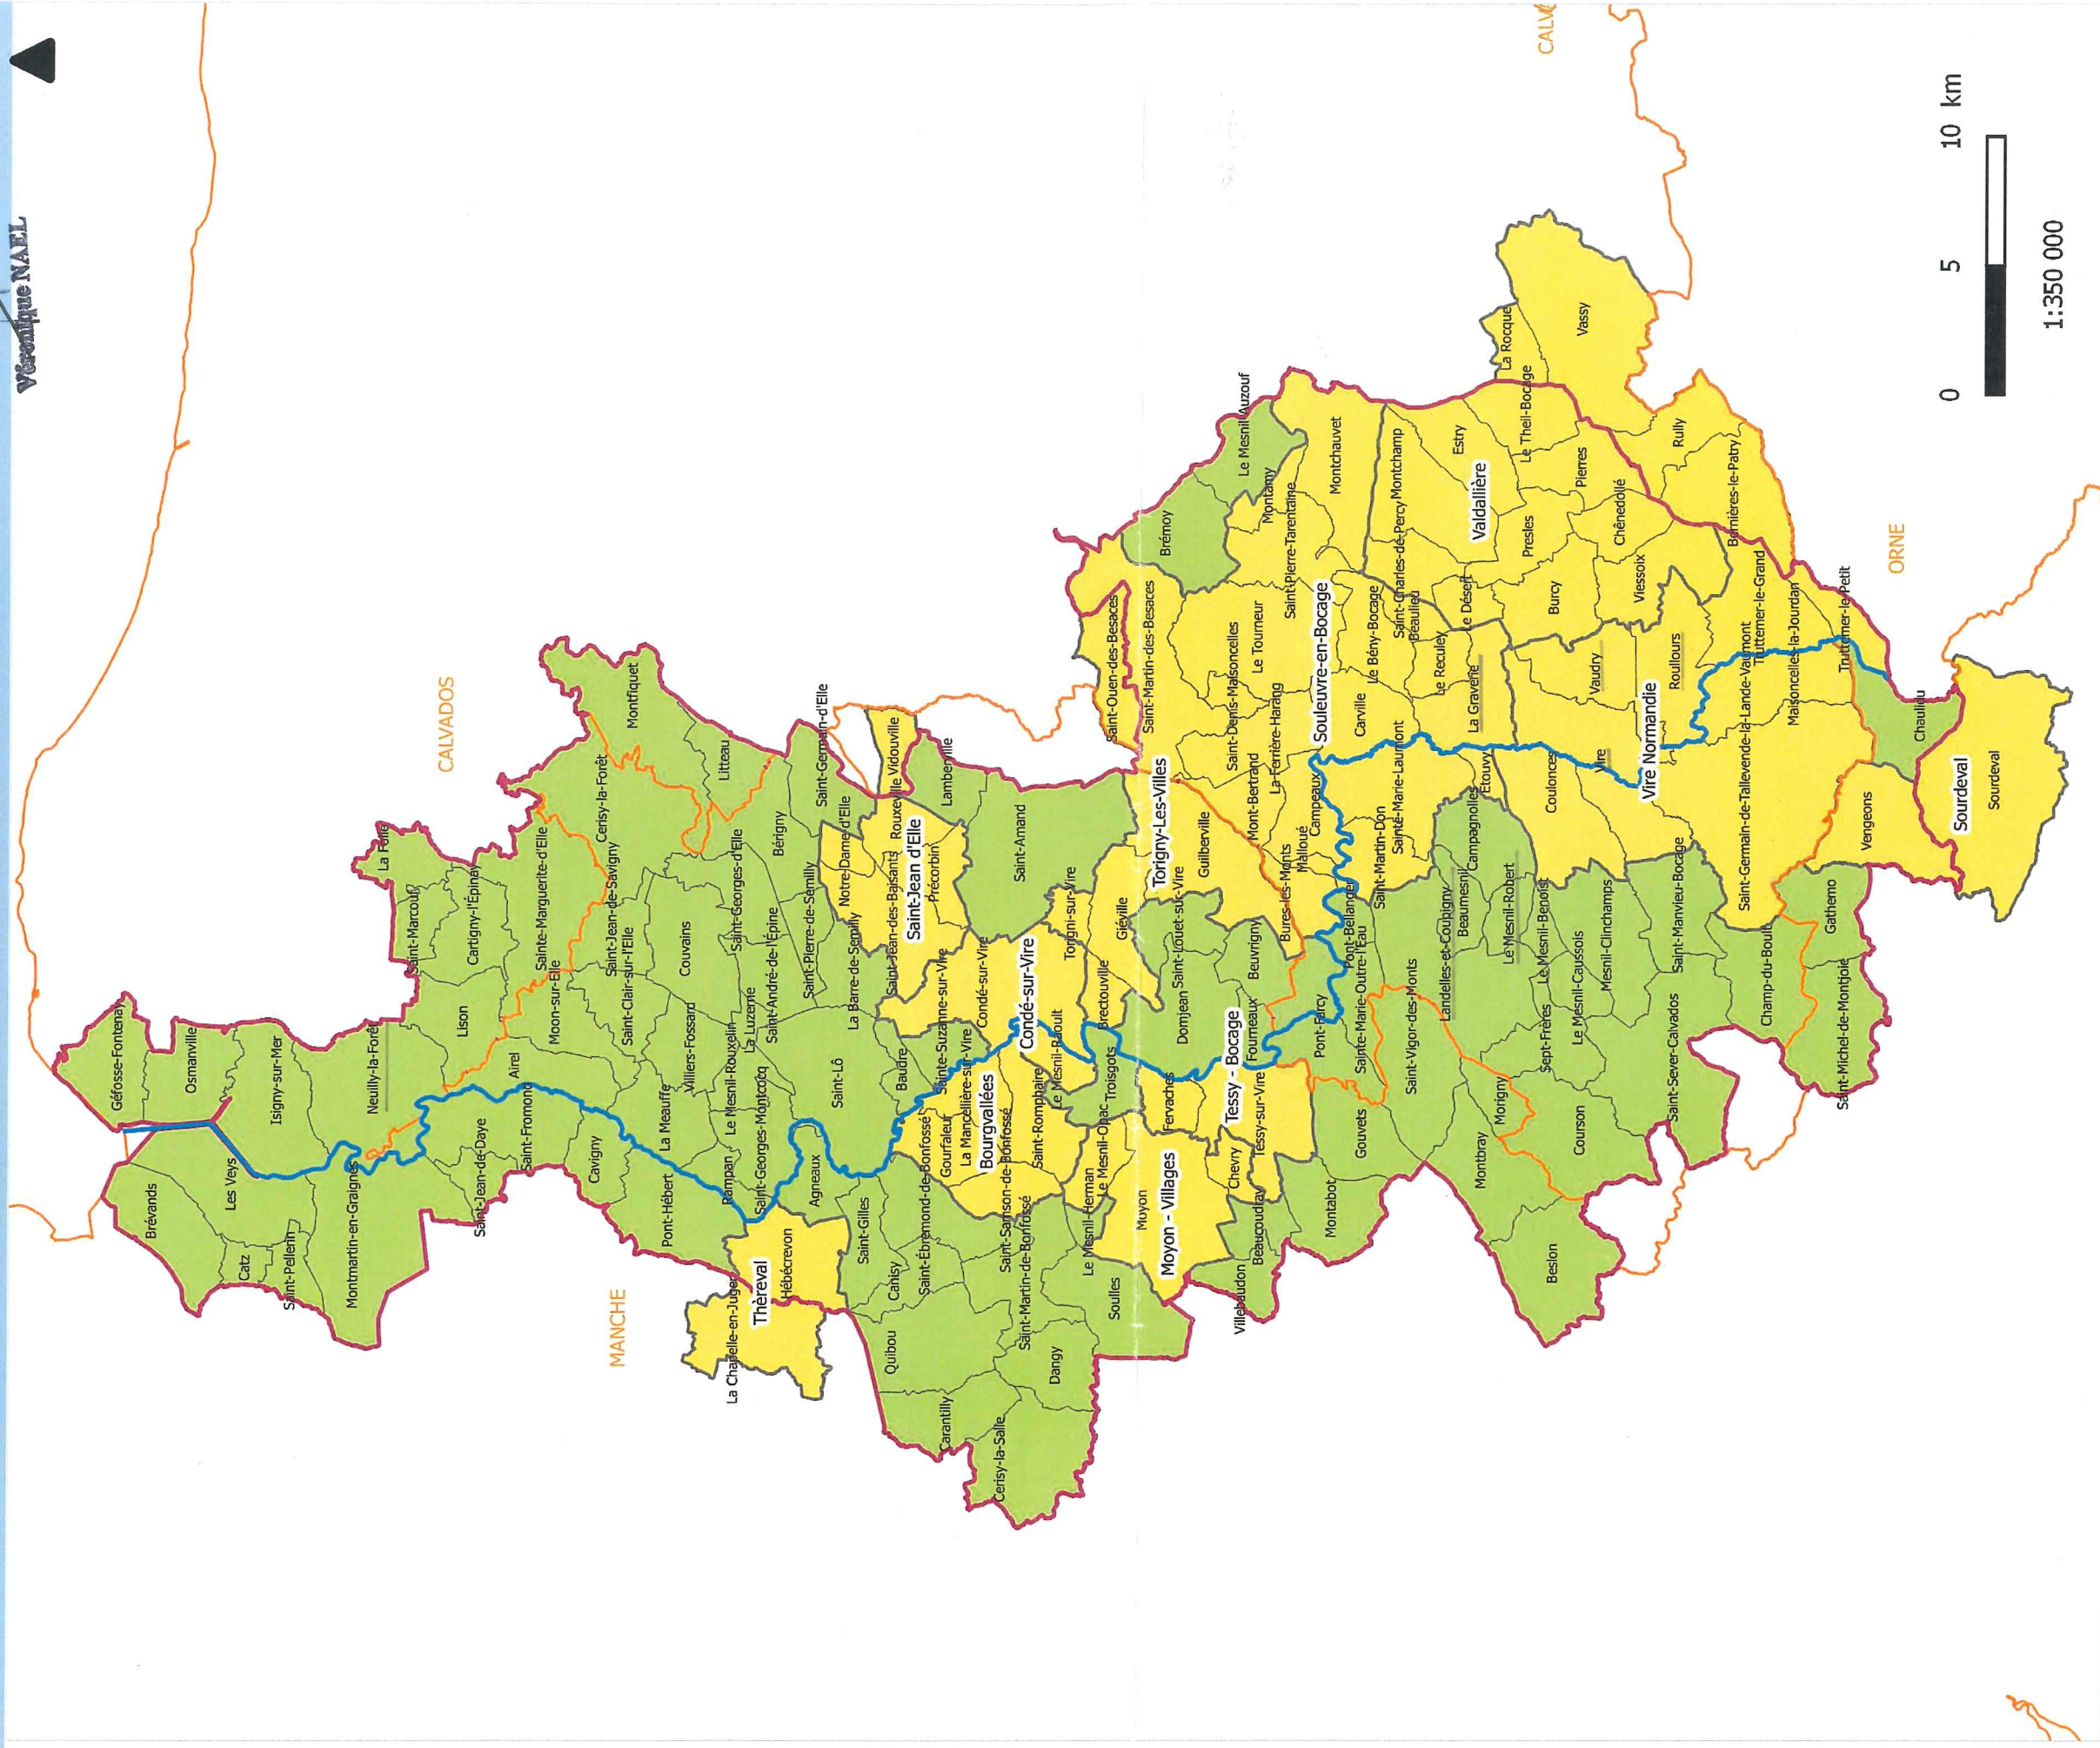 Véronique NAEL
CALVADOS
MANCHE
ORNE
CALV
Géfosse-Fontenay
Osmanville
Isigny-sur-Mer
Neuilly-la-Forêt
Brévands
Les Veys
Catz
Saint-Pellerin
Montmartin-en-Graignes
La Folie
Saint-Marcouf
Cartigny-l'Épinay
Lison
Sainte-Marguerite-d'Elle
Moon-sur-Elle
Airel
Saint-Jean-de-Daye
Saint-Fromond
Cavigny
La Meauffe
Pont-Hébert
Montfiquet
Cerisy-la-Forêt
Litteau
Saint-Jean-de-Savigny
Saint-Clair-sur-l'Elle
Couvains
Villiers-Fossard
Saint-Georges-d'Elle
Bérigny
Saint-Germain-d'Elle
Saint-André-de-l'Épine
La Luzerne
Le Mesnil-Rouxelin
Rampan
Saint-Georges-Montcocq
Saint-Pierre-de-Semilly
La Barre-de-Semilly
Notre-Dame-d'Elle
Rouxeville
Vidouville
Lamberville
Saint-Jean-des-Baisants
Saint-Jean d'Elle
Précorbin
Saint-Amand
Saint-Lô
Agneaux
Baudre
La Chapelle-en-Juger
Thèreval
Hébécrevon
Saint-Gilles
Canisy
Quibou
Saint-Ébremond-de-Bonfossé
Gourfaleur
La Mancellière-sur-Vire
Sainte-Suzanne-sur-Vire
Bourgvallées
Condé-sur-Vire
Condé-sur-Vire
Saint-Samson-de-Bonfossé
Saint-Martin-de-Bonfossé
Saint-Romphaire
Le Mesnil-Raoult
Torigni-sur-Vire
Brectouville
Giéville
Carantilly
Cerisy-la-Salle
Dangy
Soulles
Le Mesnil-Herman
Le Mesnil-Opac
Troisgots
Moyon
Moyon - Villages
Fervaches
Chevry
Tessy - Bocage
Tessy-sur-Vire
Beaucoudray
Villebaudon
Domjean
Saint-Louet-sur-Vire
Torigny-Les-Villes
Guilberville
Beuvrigny
Fourneaux
Saint-Ouen-des-Besaces
Saint-Martin-des-Besaces
Brémoy
Le Mesnil-Auzouf
Montamy
Saint-Pierre-Tarentaine
Montchauvet
Le Tourneur
Saint-Denis-Maisoncelles
La Ferrière-Harang
Mont-Bertrand
Souleuvre-en-Bocage
Campeaux
Malloué
Bures-les-Monts
Carville
Le Bény-Bocage
Saint-Charles-de-Percy
Montchamp
Beaulieu
Le Reculey
Le Désert
La Graverie
Étouvy
Sainte-Marie-Laumont
Saint-Martin-Don
Pont-Bellanger
Sainte-Marie-Outre-l'Eau
Pont-Farcy
Gouvets
Montabot
Saint-Vigor-des-Monts
Landelles-et-Coupigny
Beaumesnil
Campagnolles
Le Mesnil-Robert
Le Mesnil-Benoist
Le Mesnil-Caussois
Mesnil-Clinchamps
Sept-Frères
Morigny
Montbray
Courson
Beslon
Saint-Sever-Calvados
Saint-Manvieu-Bocage
Champ-du-Boult
Saint-Michel-de-Montjoie
Gathemo
Estry
Valdallière
Le Theil-Bocage
La Rocque
Vassy
Pierres
Presles
Chênedollé
Burcy
Viessoix
Rully
Bernières-le-Patry
Vaudry
Roullours
Vire
Vire Normandie
Coulonces
Saint-Germain-de-Tallevende-la-Lande-Vaumont
Truttemer-le-Grand
Maisoncelles-la-Jourdan
Truttemer-le-Petit
Chaulieu
Vengeons
Sourdeval
Sourdeval
0 5 10 km
1:350 000